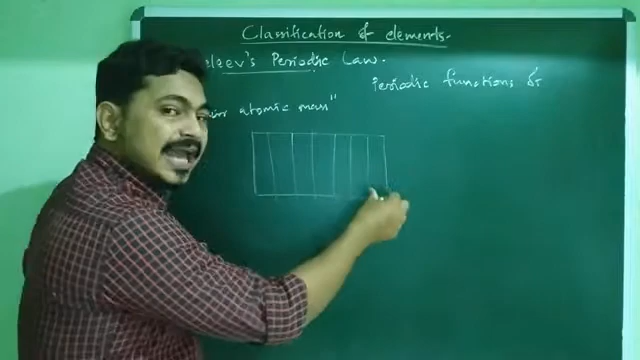 Classification of elements.
eleev's Periodic Law.
Periodic functions of
atomic mass"